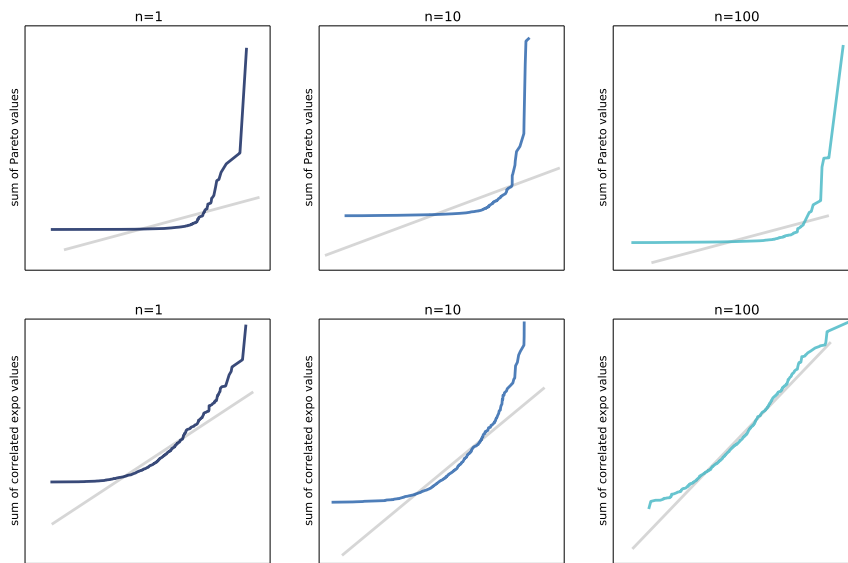 n=1
n=10
n=100
sum of Pareto values
sum of Pareto values
sum of Pareto values
n=1
n=10
n=100
sum of correlated expo values
sum of correlated expo values
sum of correlated expo values